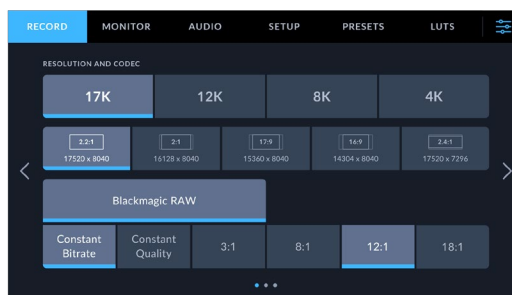 RECORD MONITOR AUDIO SETUP PRESETS LUTS
RESOLUTION AND CODEC
17K 12K 8K 4K
2.2:1 2:1 17:9 16:9 2.4:1
17520 x 8040 16128 x 8040 15360 x 8040 14304 x 8040 17520 x 7296
Blackmagic RAW
Constant Constant 3:1 8:1 12:1 18:1
Bitrate Quality